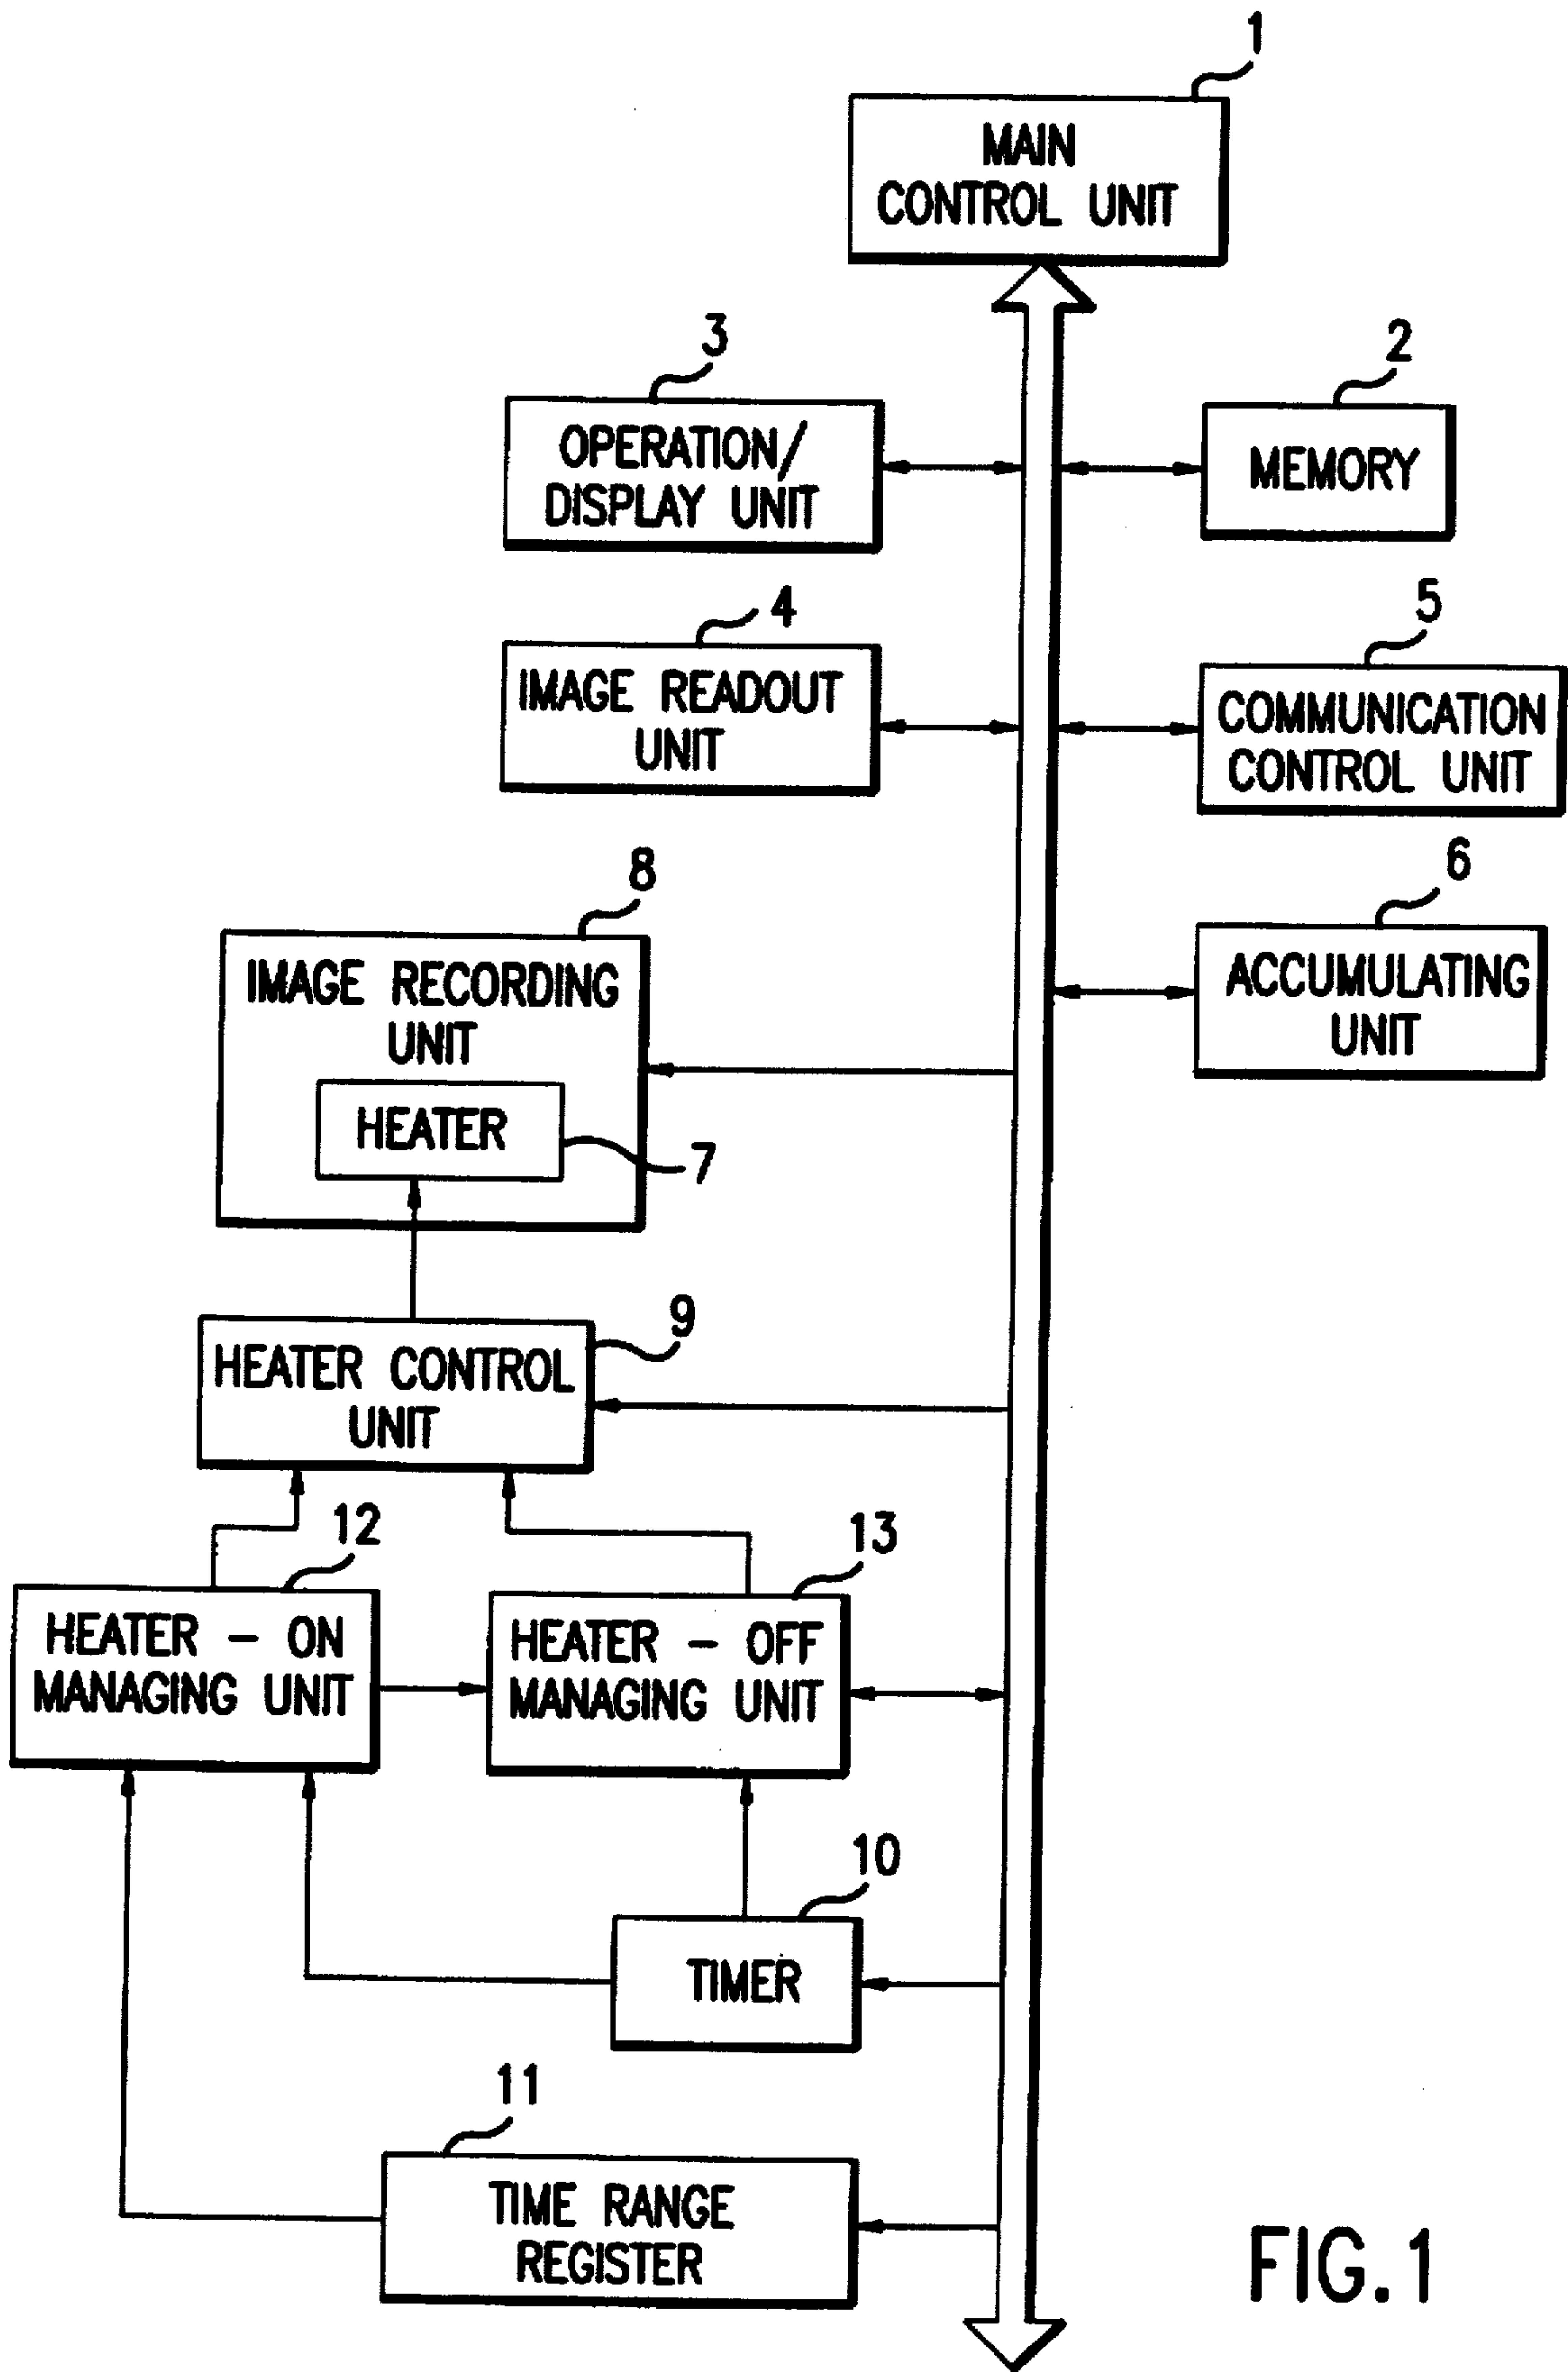 1
MAIN
CONTROL UNIT
3
OPERATION/
DISPLAY UNIT
2
MEMORY
4
IMAGE READOUT
UNIT
5
COMMUNICATION
CONTROL UNIT
8
IMAGE RECORDING
UNIT
HEATER
7
6
ACCUMULATING
UNIT
9
HEATER CONTROL
UNIT
12
HEATER - ON
MANAGING UNIT
13
HEATER - OFF
MANAGING UNIT
10
TIMER
11
TIME RANGE
REGISTER
FIG.1